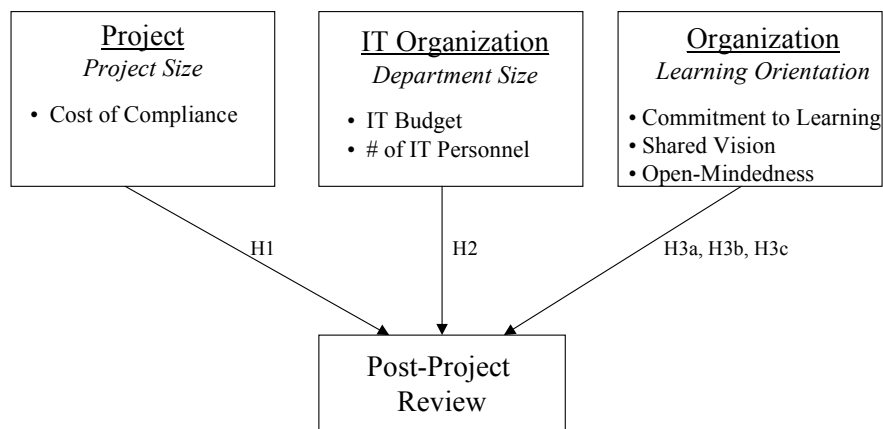 Project
Project Size
• Cost of Compliance
IT Organization
Department Size
• IT Budget
• # of IT Personnel
Organization
Learning Orientation
• Commitment to Learning
• Shared Vision
• Open-Mindedness
H1
H2
H3a, H3b, H3c
Post-Project
Review